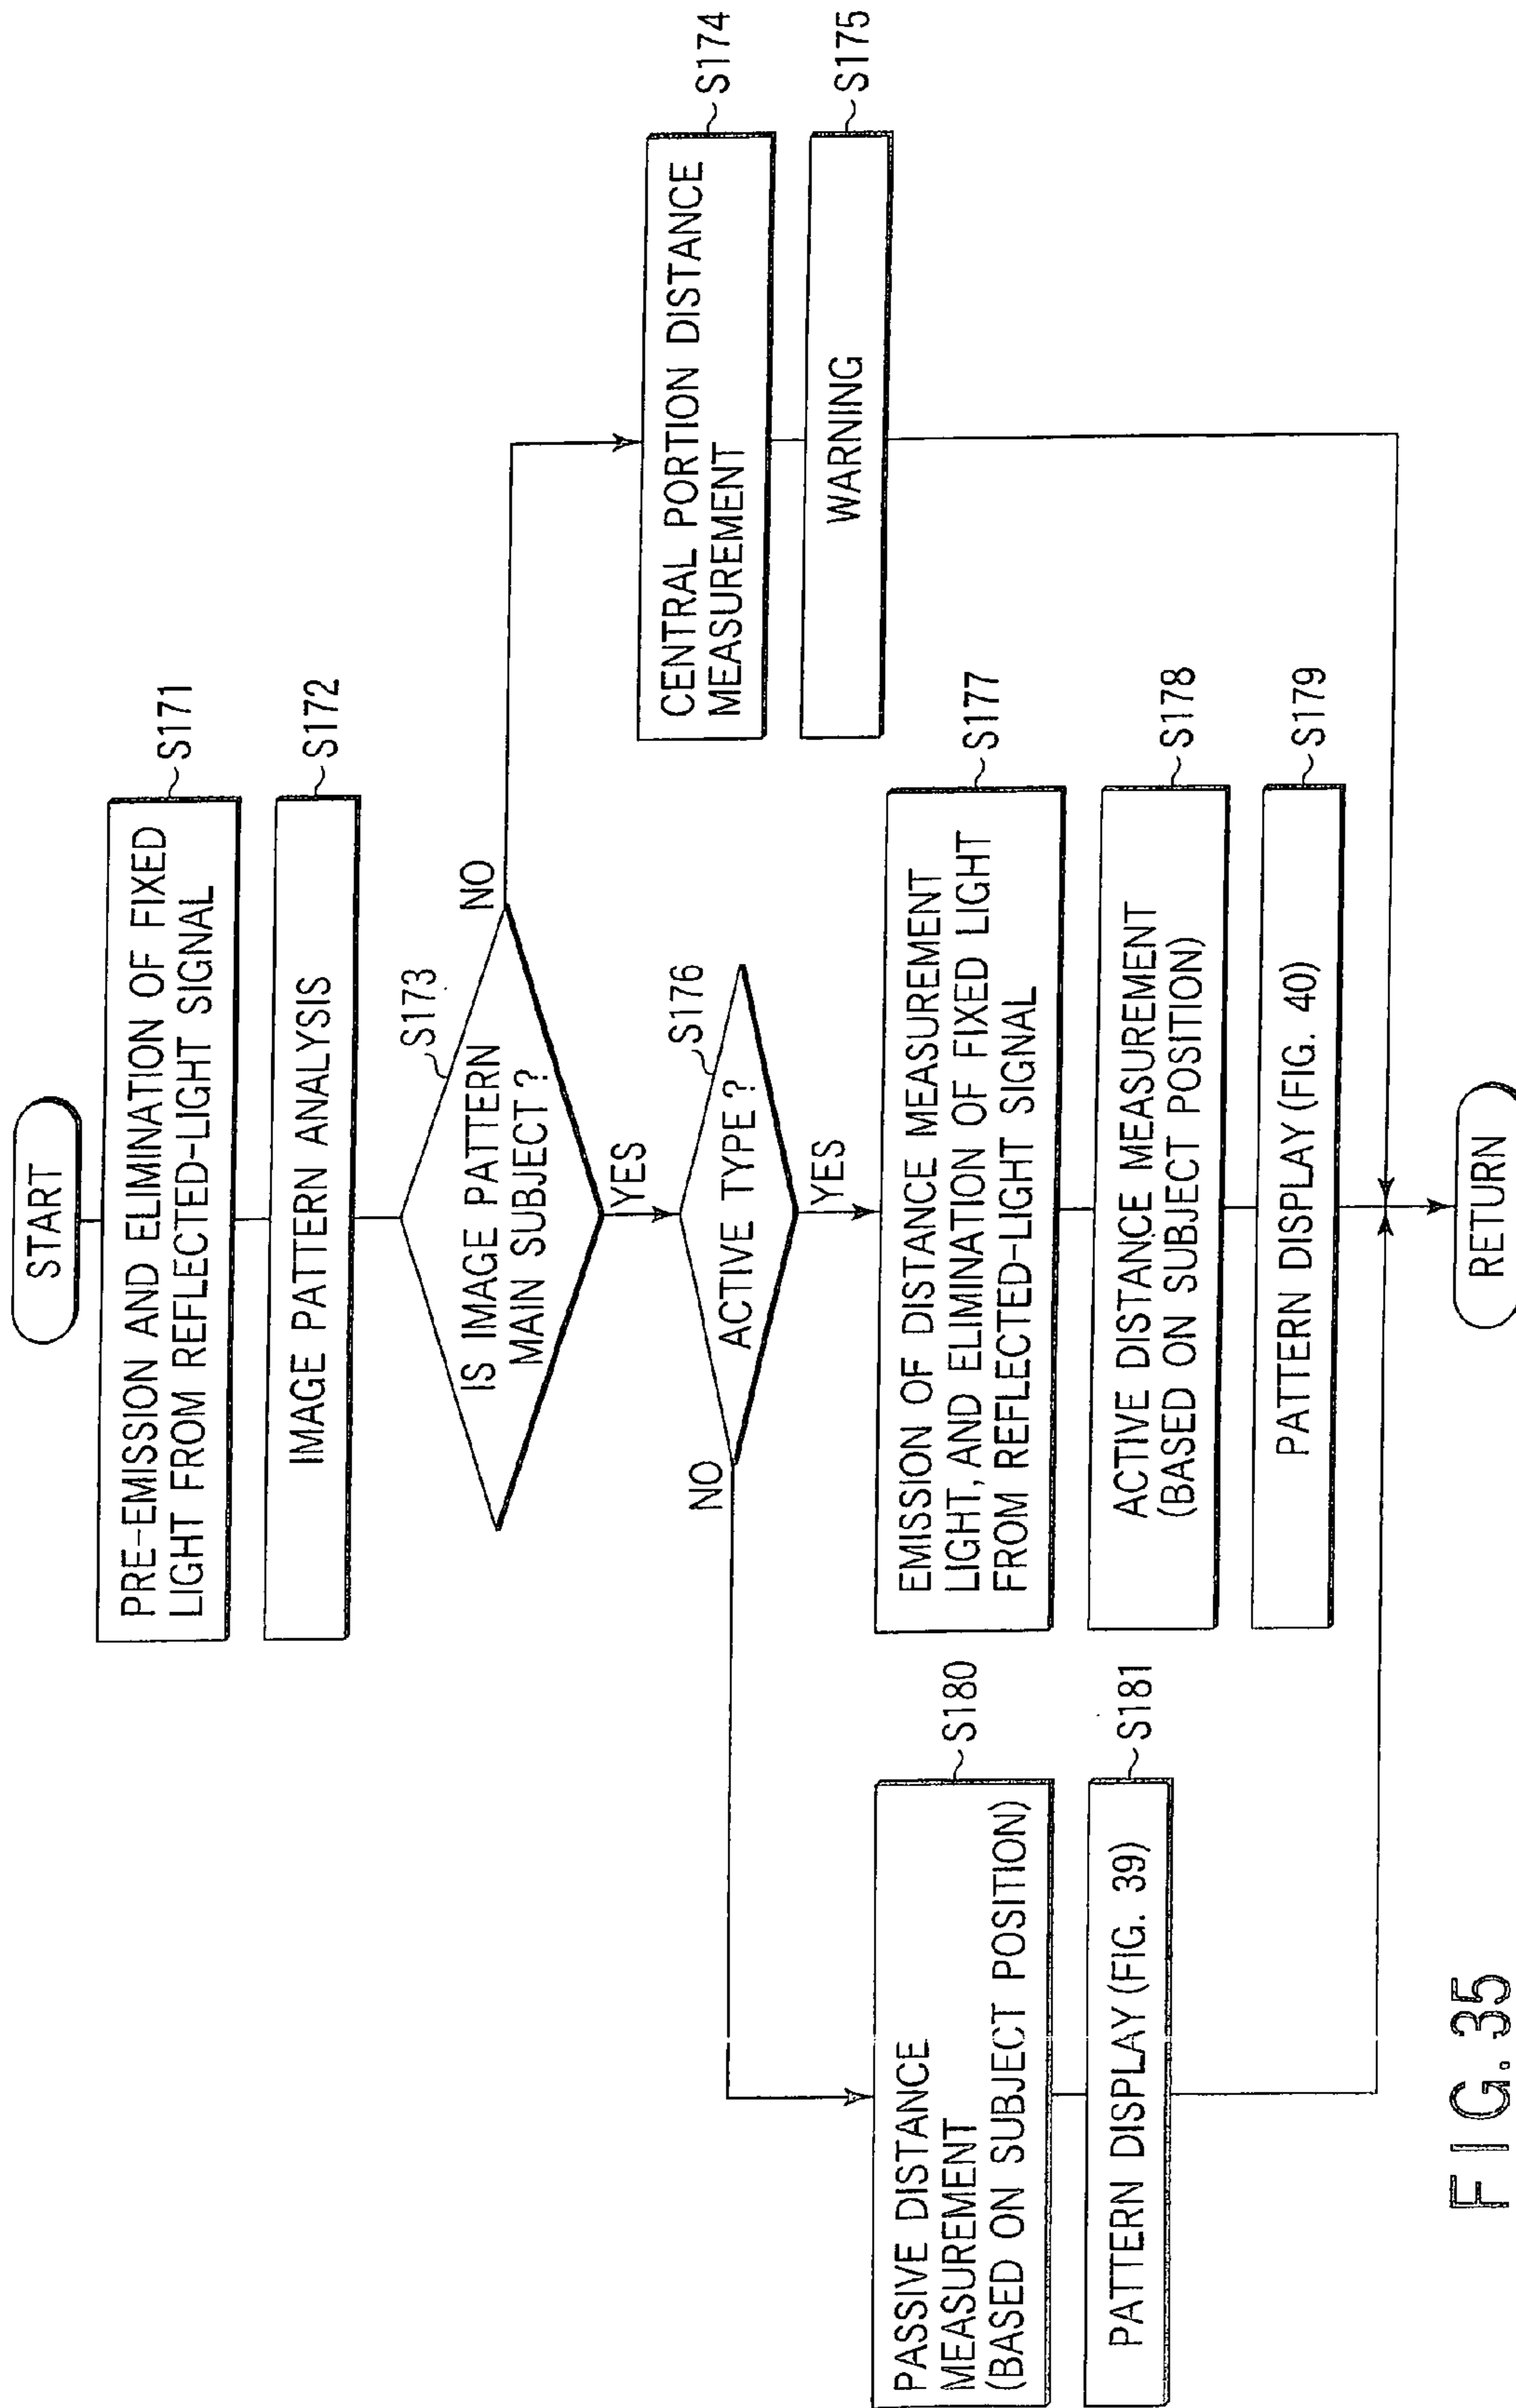 START
PRE-EMISSION AND ELIMINATION OF FIXED
LIGHT FROM REFLECTED-LIGHT SIGNAL
S171
IMAGE PATTERN ANALYSIS
S172
S173
IS IMAGE PATTERN
MAIN SUBJECT?
NO
YES
CENTRAL PORTION DISTANCE
MEASUREMENT
S174
WARNING
S175
S176
ACTIVE TYPE?
NO
YES
EMISSION OF DISTANCE MEASUREMENT
LIGHT, AND ELIMINATION OF FIXED LIGHT
FROM REFLECTED-LIGHT SIGNAL
S177
ACTIVE DISTANCE MEASUREMENT
(BASED ON SUBJECT POSITION)
S178
PATTERN DISPLAY (FIG. 40)
S179
PASSIVE DISTANCE
MEASUREMENT
(BASED ON SUBJECT POSITION)
S180
PATTERN DISPLAY (FIG. 39)
S181
RETURN
FIG. 35